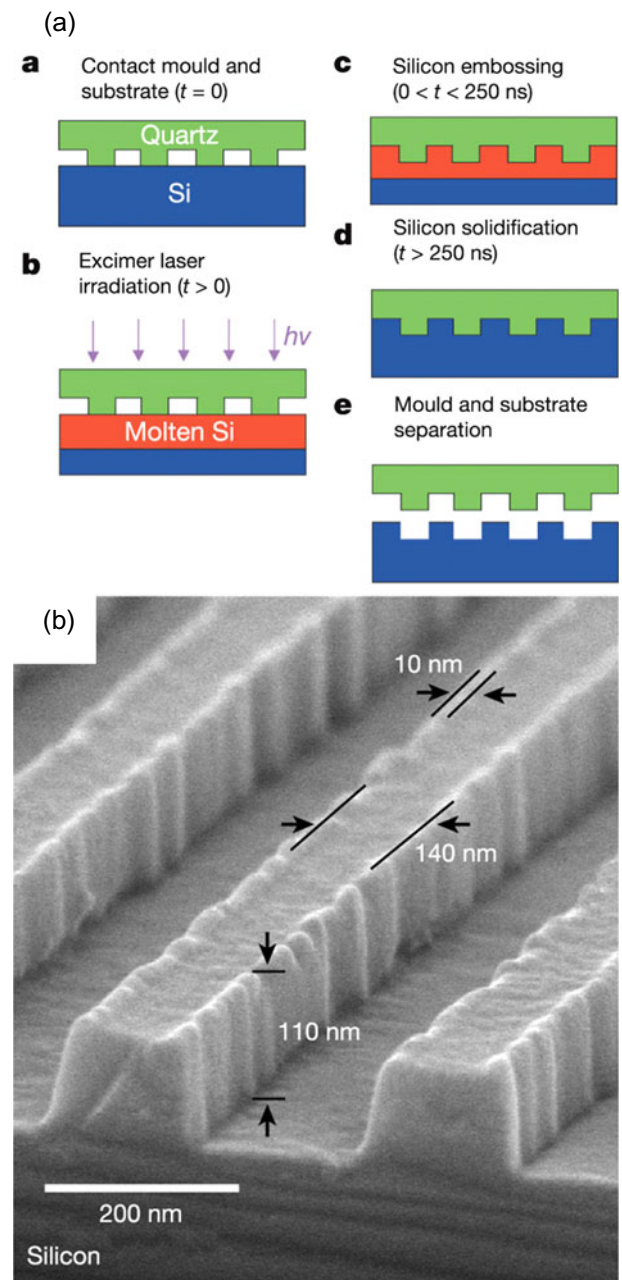 (a)
a Contact mould and
substrate (t = 0)
Quartz
Si
b Excimer laser
irradiation (t > 0)
hν
Molten Si
c Silicon embossing
(0 < t < 250 ns)
d Silicon solidification
(t > 250 ns)
e Mould and substrate
separation
(b)
10 nm
140 nm
110 nm
200 nm
Silicon